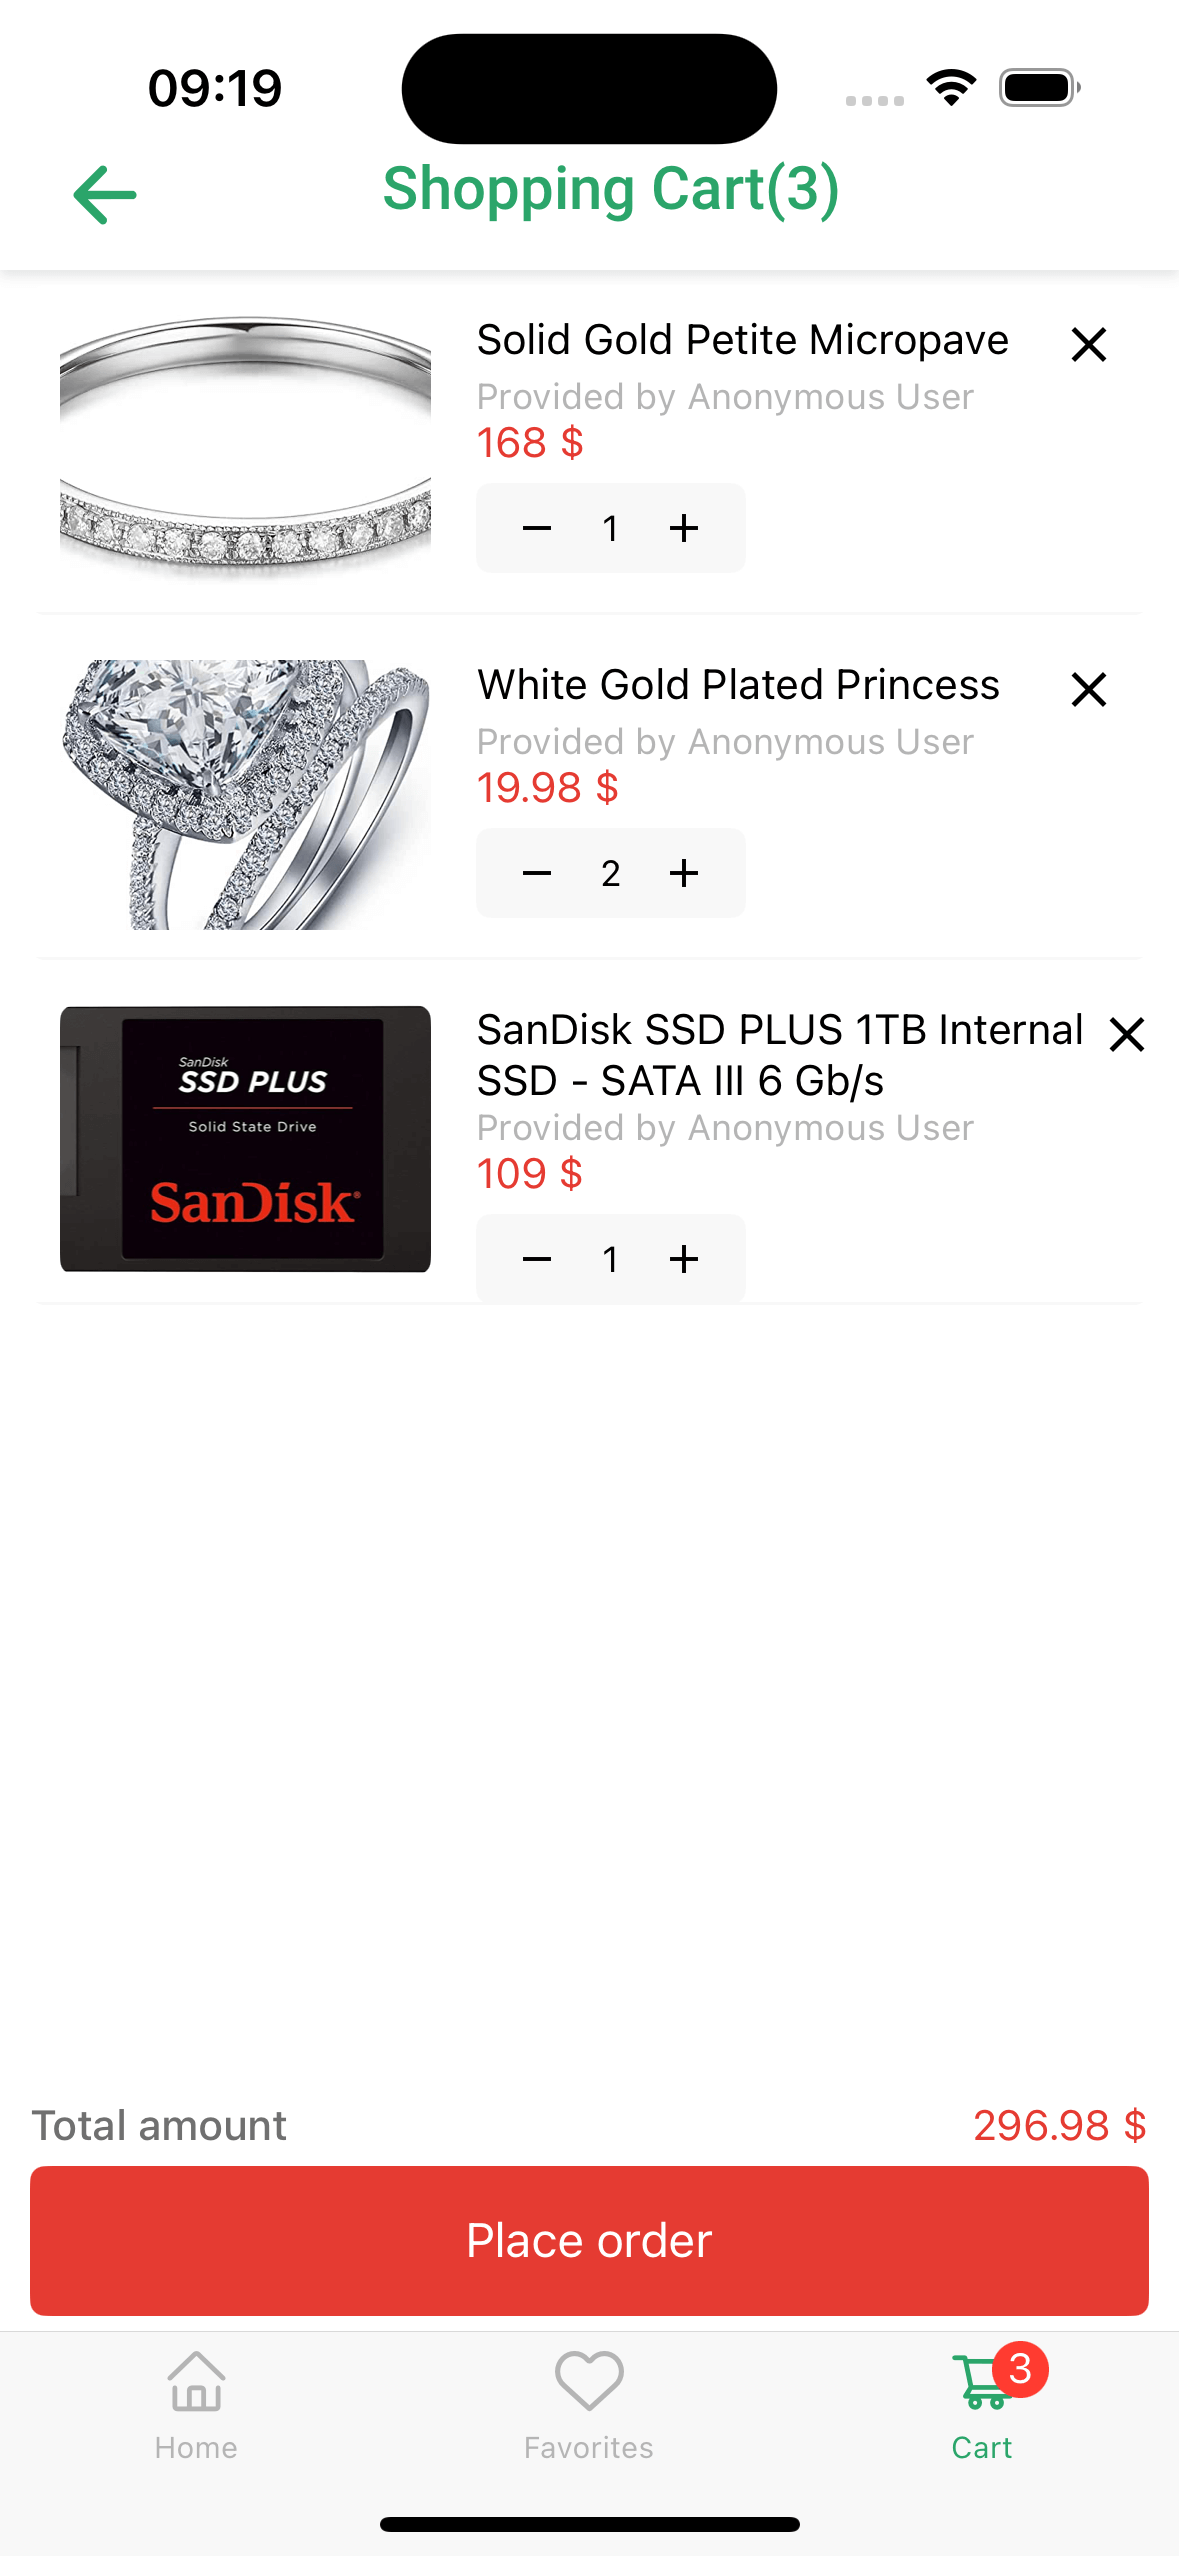 09:19
Shopping Cart(3)
Solid Gold Petite Micropave
Provided by Anonymous User
168 $
1
White Gold Plated Princess
Provided by Anonymous User
19.98 $
2
SanDisk
SSD PLUS
Solid State Drive
SanDisk®
SanDisk SSD PLUS 1TB Internal
SSD - SATA III 6 Gb/s
Provided by Anonymous User
109 $
1
Total amount 296.98 $
Place order
3
Home Favorites Cart